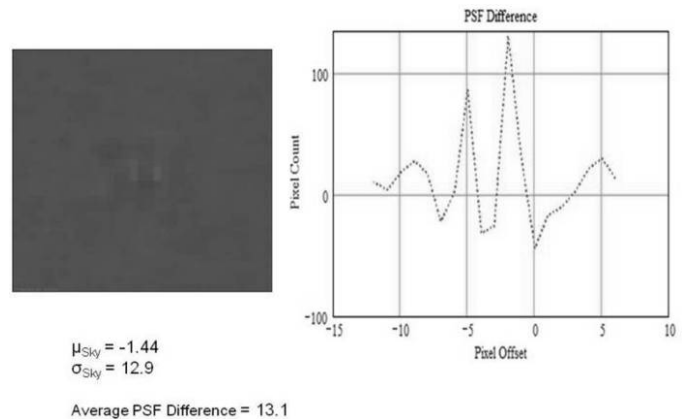 PSF Difference
Pixel Count
100
0
-100
-15
-10
-5
0
5
10
Pixel Offset
μSky = -1.44
σSky = 12.9
Average PSF Difference = 13.1